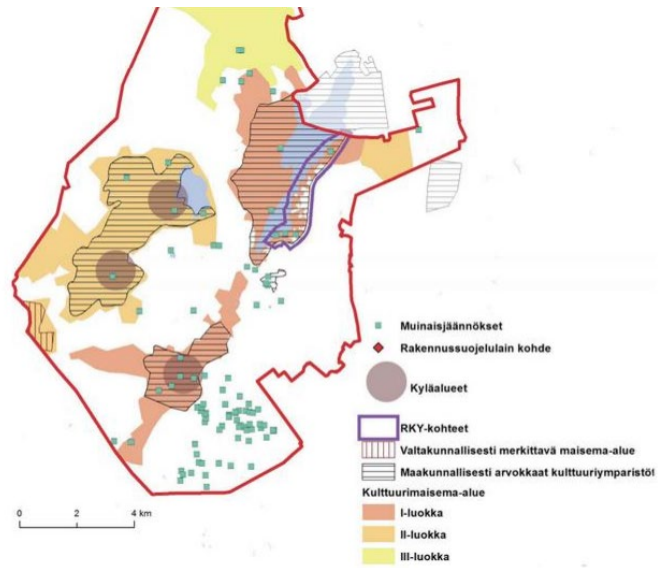 Muinaisjäännökset
Rakennussuojelulain kohde
Kyläalueet
RKY-kohteet
Valtakunnallisesti merkittävä maisema-alue
Maakunnallisesti arvokkaat kulttuuriympäristöt
Kulttuurimaisema-alue
I-luokka
II-luokka
III-luokka
0 2 4 km